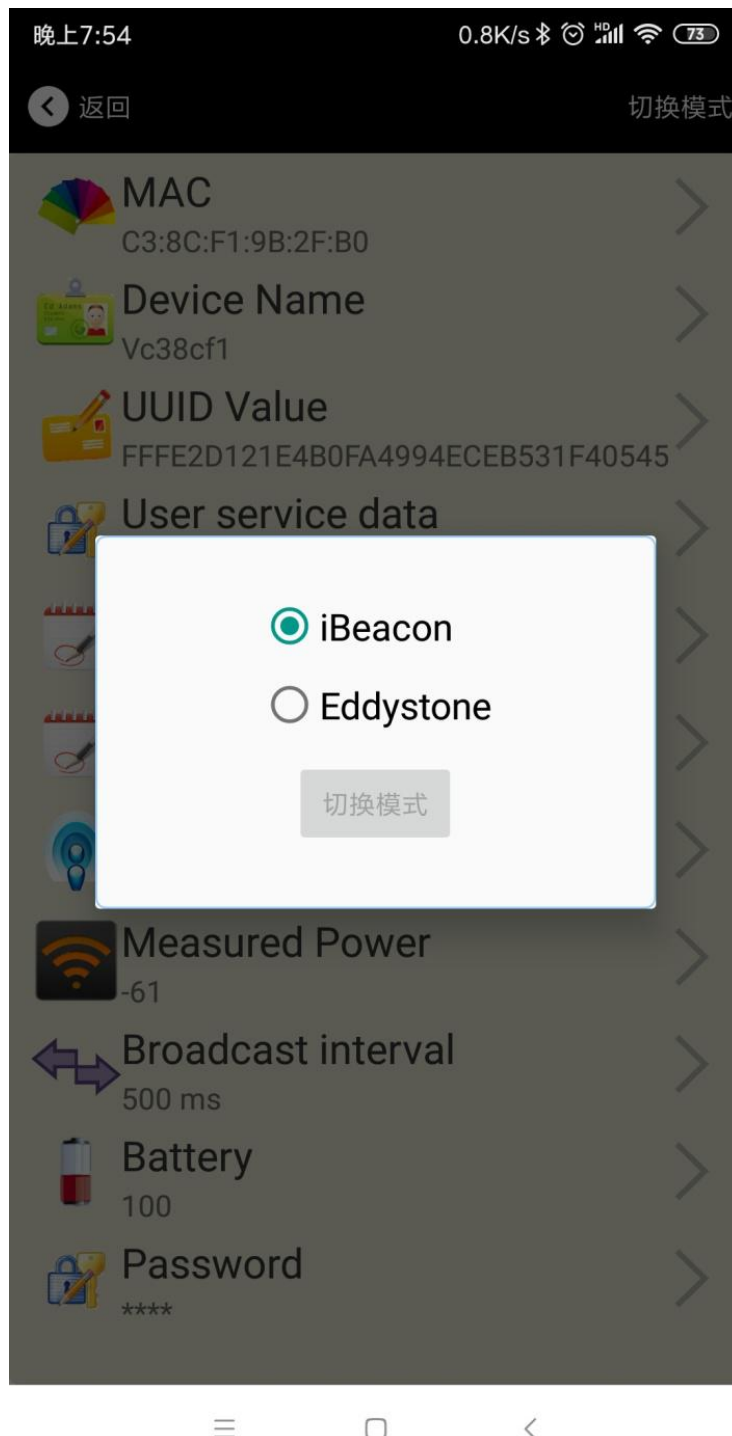 晚上7:54
0.8K/s HD 73
返回
切换模式
MAC
C3:8C:F1:9B:2F:B0
Device Name
Vc38cf1
UUID Value
FFFE2D121E4B0FA4994ECEB531F40545
User service data
iBeacon
Eddystone
切换模式
Measured Power
-61
Broadcast interval
500 ms
Battery
100
Password
****